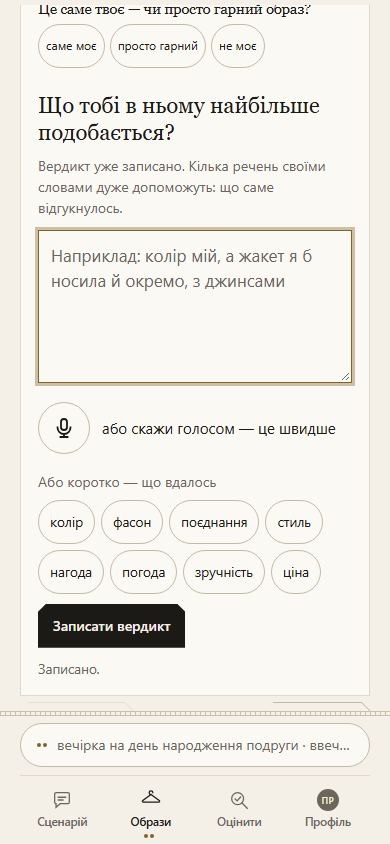 Це саме твоє — чи просто гарний образ?
саме моє
просто гарний
не моє
Що тобі в ньому найбільше
подобається?
Вердикт уже записано. Кілька речень своїми
словами дуже допоможуть: що саме
відгукнулось.
Наприклад: колір мій, а жакет я б
носила й окремо, з джинсами
або скажи голосом — це швидше
Або коротко — що вдалось
колір
фасон
поєднання
стиль
нагода
погода
зручність
ціна
Записати вердикт
Записано.
вечірка на день народження подруги · ввеч...
Сценарій
Образи
Оцінити
ПР
Профіль